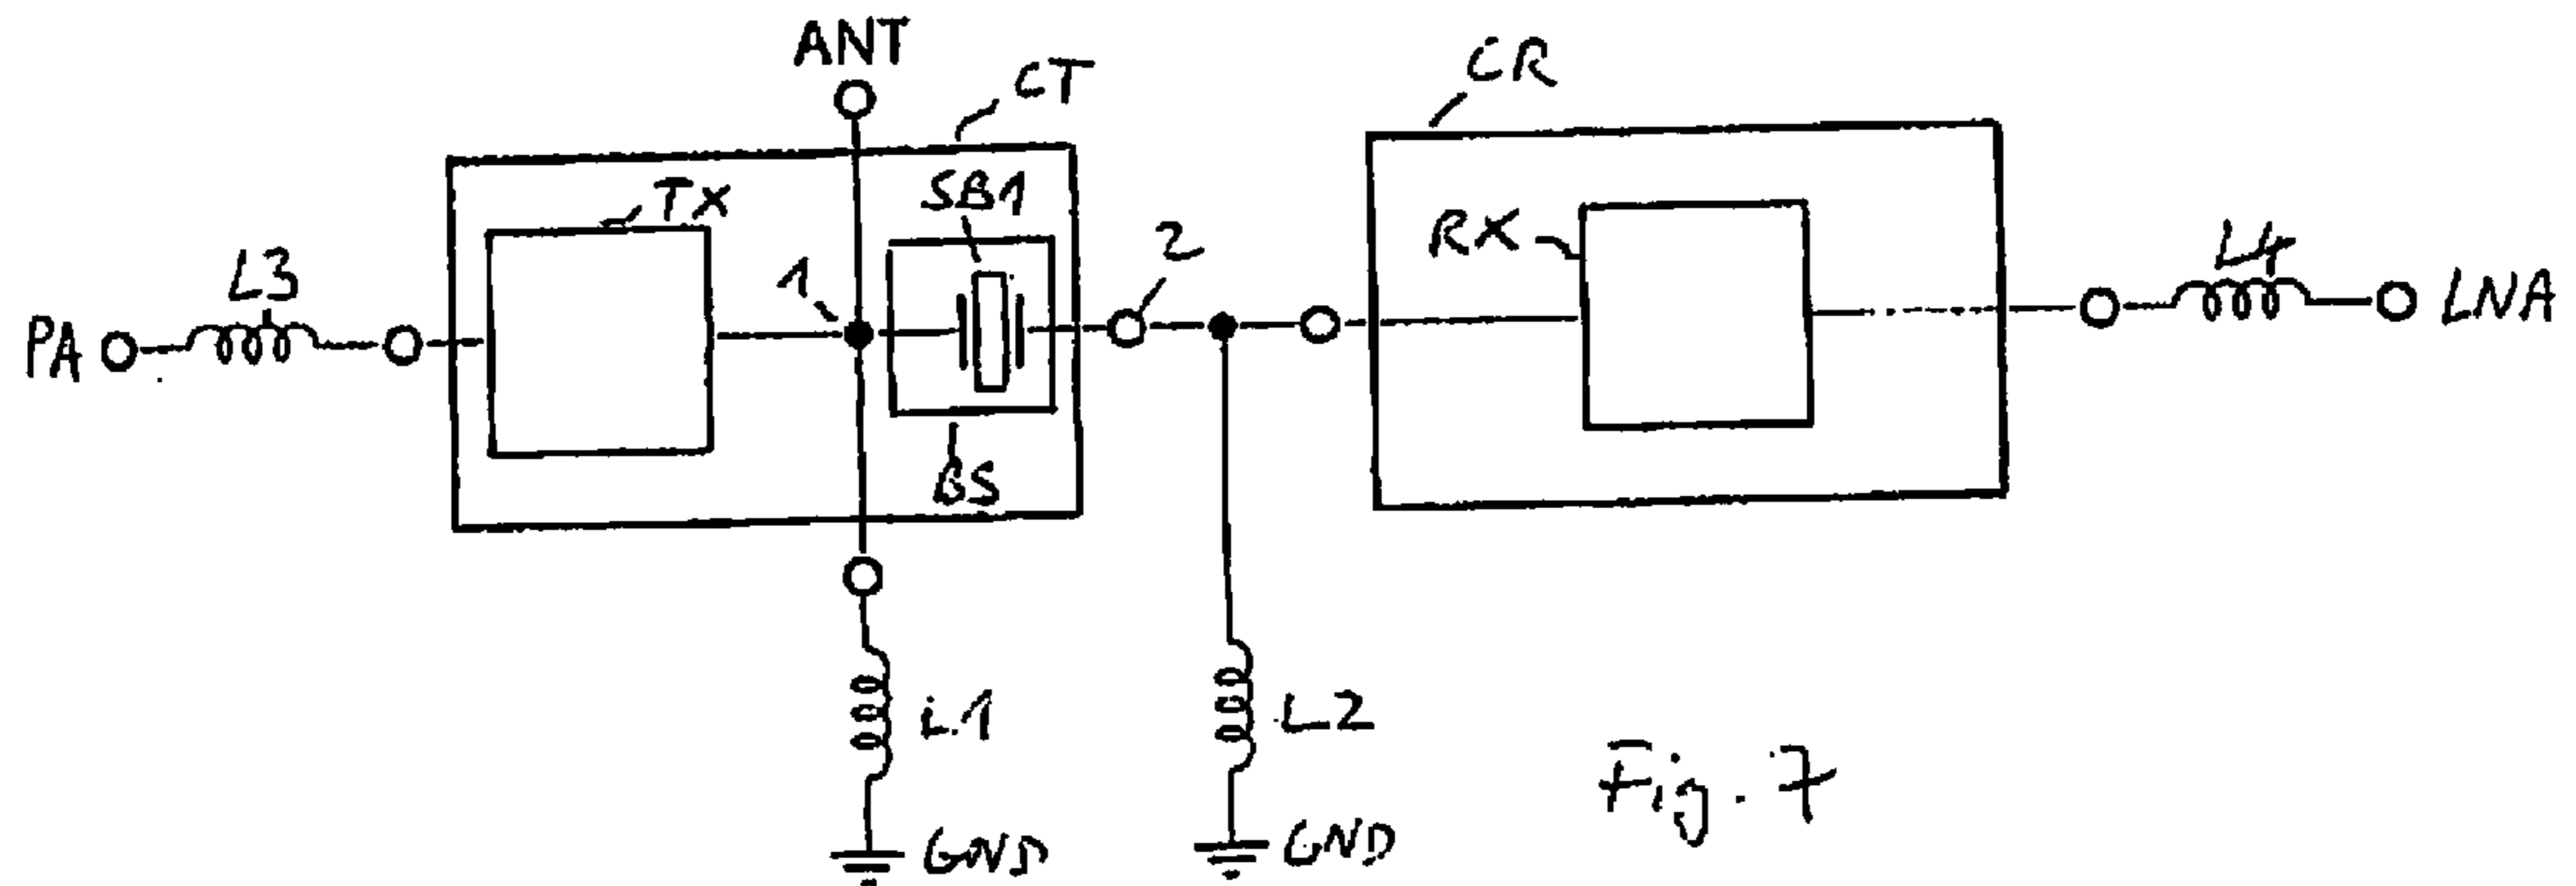 ANT
CT
CR
TX
SB1
RX
L3
1
2
L4
PA
LNA
BS
L1
L2
GND
GND
Fig. 7